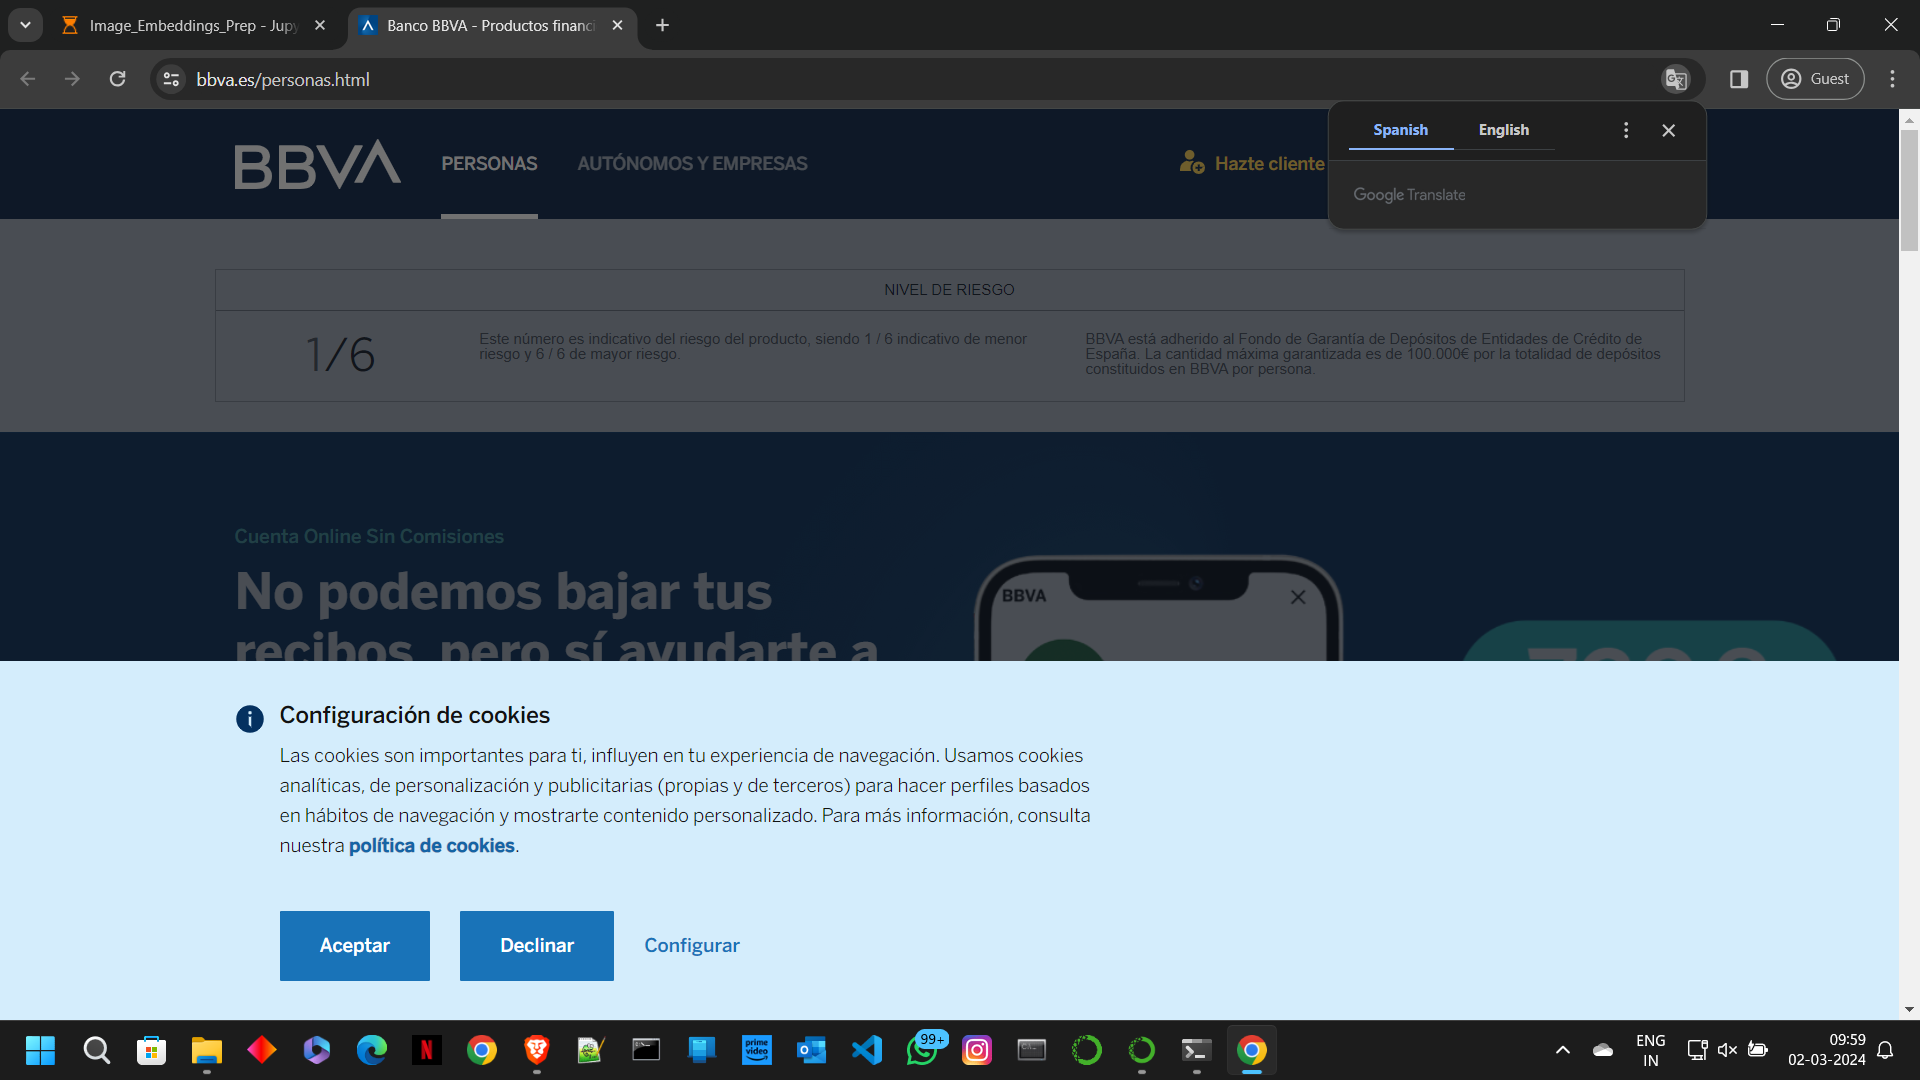 Image_Embeddings_Prep - Jupy
Banco BBVA - Productos financi
bbva.es/personas.html
Guest
Spanish
English
Google Translate
BBVA
PERSONAS
AUTÓNOMOS Y EMPRESAS
Hazte cliente
NIVEL DE RIESGO
1/6
Este número es indicativo del riesgo del producto, siendo 1 / 6 indicativo de menor
riesgo y 6 / 6 de mayor riesgo.
BBVA está adherido al Fondo de Garantía de Depósitos de Entidades de Crédito de
España. La cantidad máxima garantizada es de 100.000€ por la totalidad de depósitos
constituidos en BBVA por persona.
Cuenta Online Sin Comisiones
No podemos bajar tus
recibos, pero sí ayudarte a
BBVA
Configuración de cookies
Las cookies son importantes para ti, influyen en tu experiencia de navegación. Usamos cookies
analíticas, de personalización y publicitarias (propias y de terceros) para hacer perfiles basados
en hábitos de navegación y mostrarte contenido personalizado. Para más información, consulta
nuestra política de cookies.
Aceptar
Declinar
Configurar
prime
video
99+
ENG
IN
09:59
02-03-2024